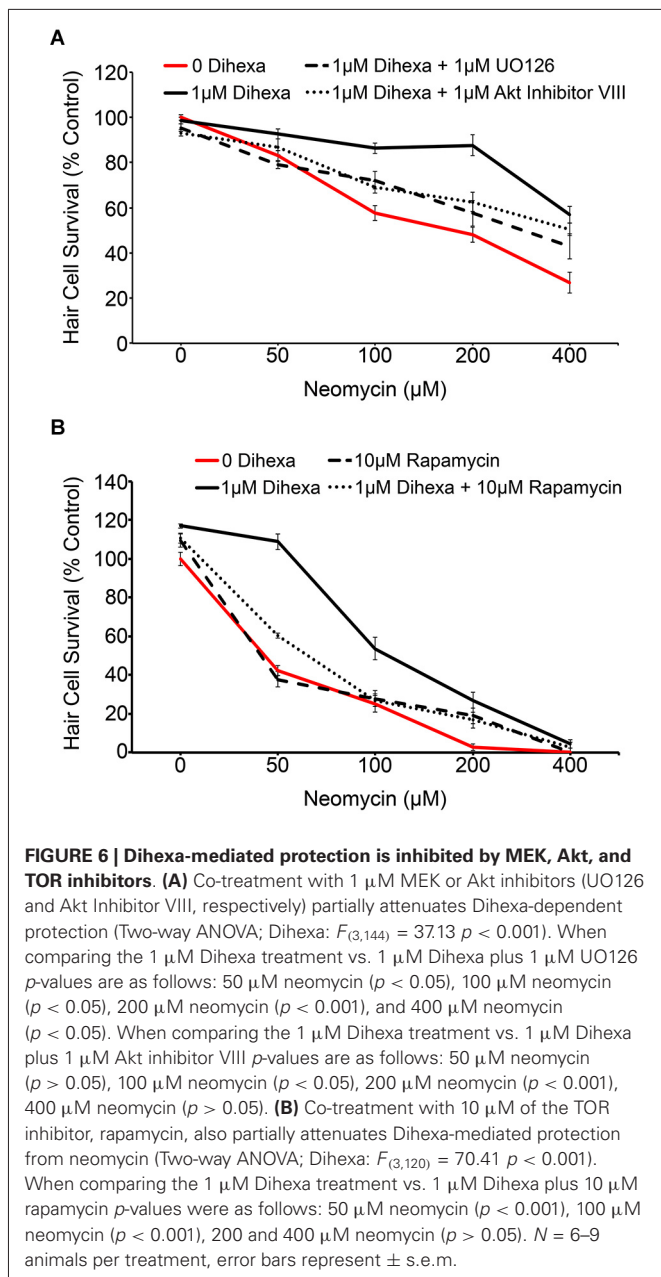 A
0 Dihexa
1µM Dihexa + 1µM UO126
1µM Dihexa
1µM Dihexa + 1µM Akt Inhibitor VIII
Hair Cell Survival (% Control)
120
100
80
60
40
20
0
0 50 100 200 400
Neomycin (µM)
B
0 Dihexa
10µM Rapamycin
1µM Dihexa
1µM Dihexa + 10µM Rapamycin
Hair Cell Survival (% Control)
140
120
100
80
60
40
20
0
0 50 100 200 400
Neomycin (µM)
FIGURE 6 | Dihexa-mediated protection is inhibited by MEK, Akt, and
TOR inhibitors. (A) Co-treatment with 1 µM MEK or Akt inhibitors (UO126
and Akt Inhibitor VIII, respectively) partially attenuates Dihexa-dependent
protection (Two-way ANOVA; Dihexa: F(3,144) = 37.13 p < 0.001). When
comparing the 1 µM Dihexa treatment vs. 1 µM Dihexa plus 1 µM UO126
p-values are as follows: 50 µM neomycin (p < 0.05), 100 µM neomycin
(p < 0.05), 200 µM neomycin (p < 0.001), and 400 µM neomycin
(p < 0.05). When comparing the 1 µM Dihexa treatment vs. 1 µM Dihexa
plus 1 µM Akt inhibitor VIII p-values are as follows: 50 µM neomycin
(p > 0.05), 100 µM neomycin (p < 0.05), 200 µM neomycin (p < 0.001),
400 µM neomycin (p > 0.05). (B) Co-treatment with 10 µM of the TOR
inhibitor, rapamycin, also partially attenuates Dihexa-mediated protection
from neomycin (Two-way ANOVA; Dihexa: F(3,120) = 70.41 p < 0.001).
When comparing the 1 µM Dihexa treatment vs. 1 µM Dihexa plus 10 µM
rapamycin p-values were as follows: 50 µM neomycin (p < 0.001), 100 µM
neomycin (p < 0.001), 200 and 400 µM neomycin (p > 0.05). N = 6–9
animals per treatment, error bars represent ± s.e.m.